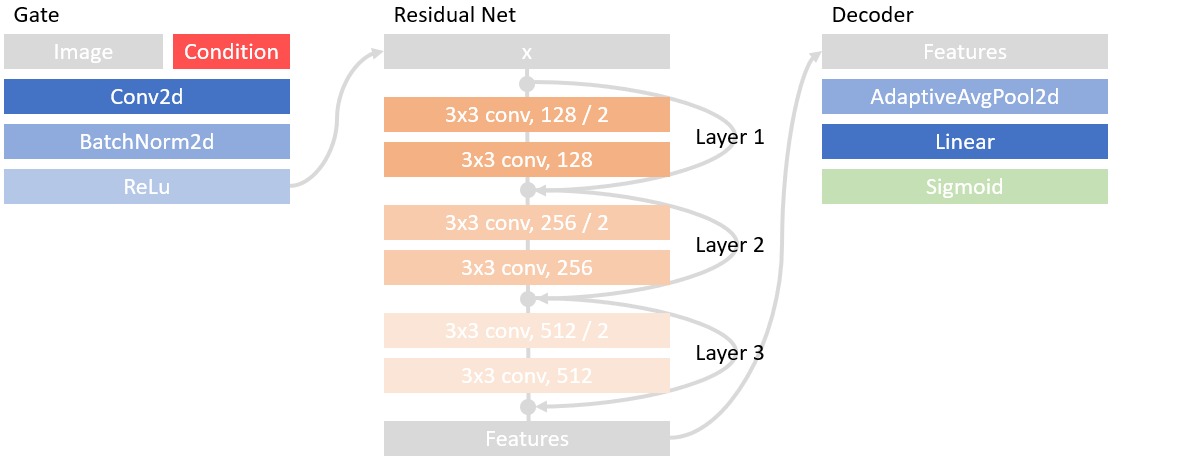 Gate
Image
Condition
Conv2d
BatchNorm2d
ReLu
Residual Net
x
3x3 conv, 128 / 2
3x3 conv, 128
Layer 1
3x3 conv, 256 / 2
3x3 conv, 256
Layer 2
3x3 conv, 512 / 2
3x3 conv, 512
Layer 3
Features
Decoder
Features
AdaptiveAvgPool2d
Linear
Sigmoid